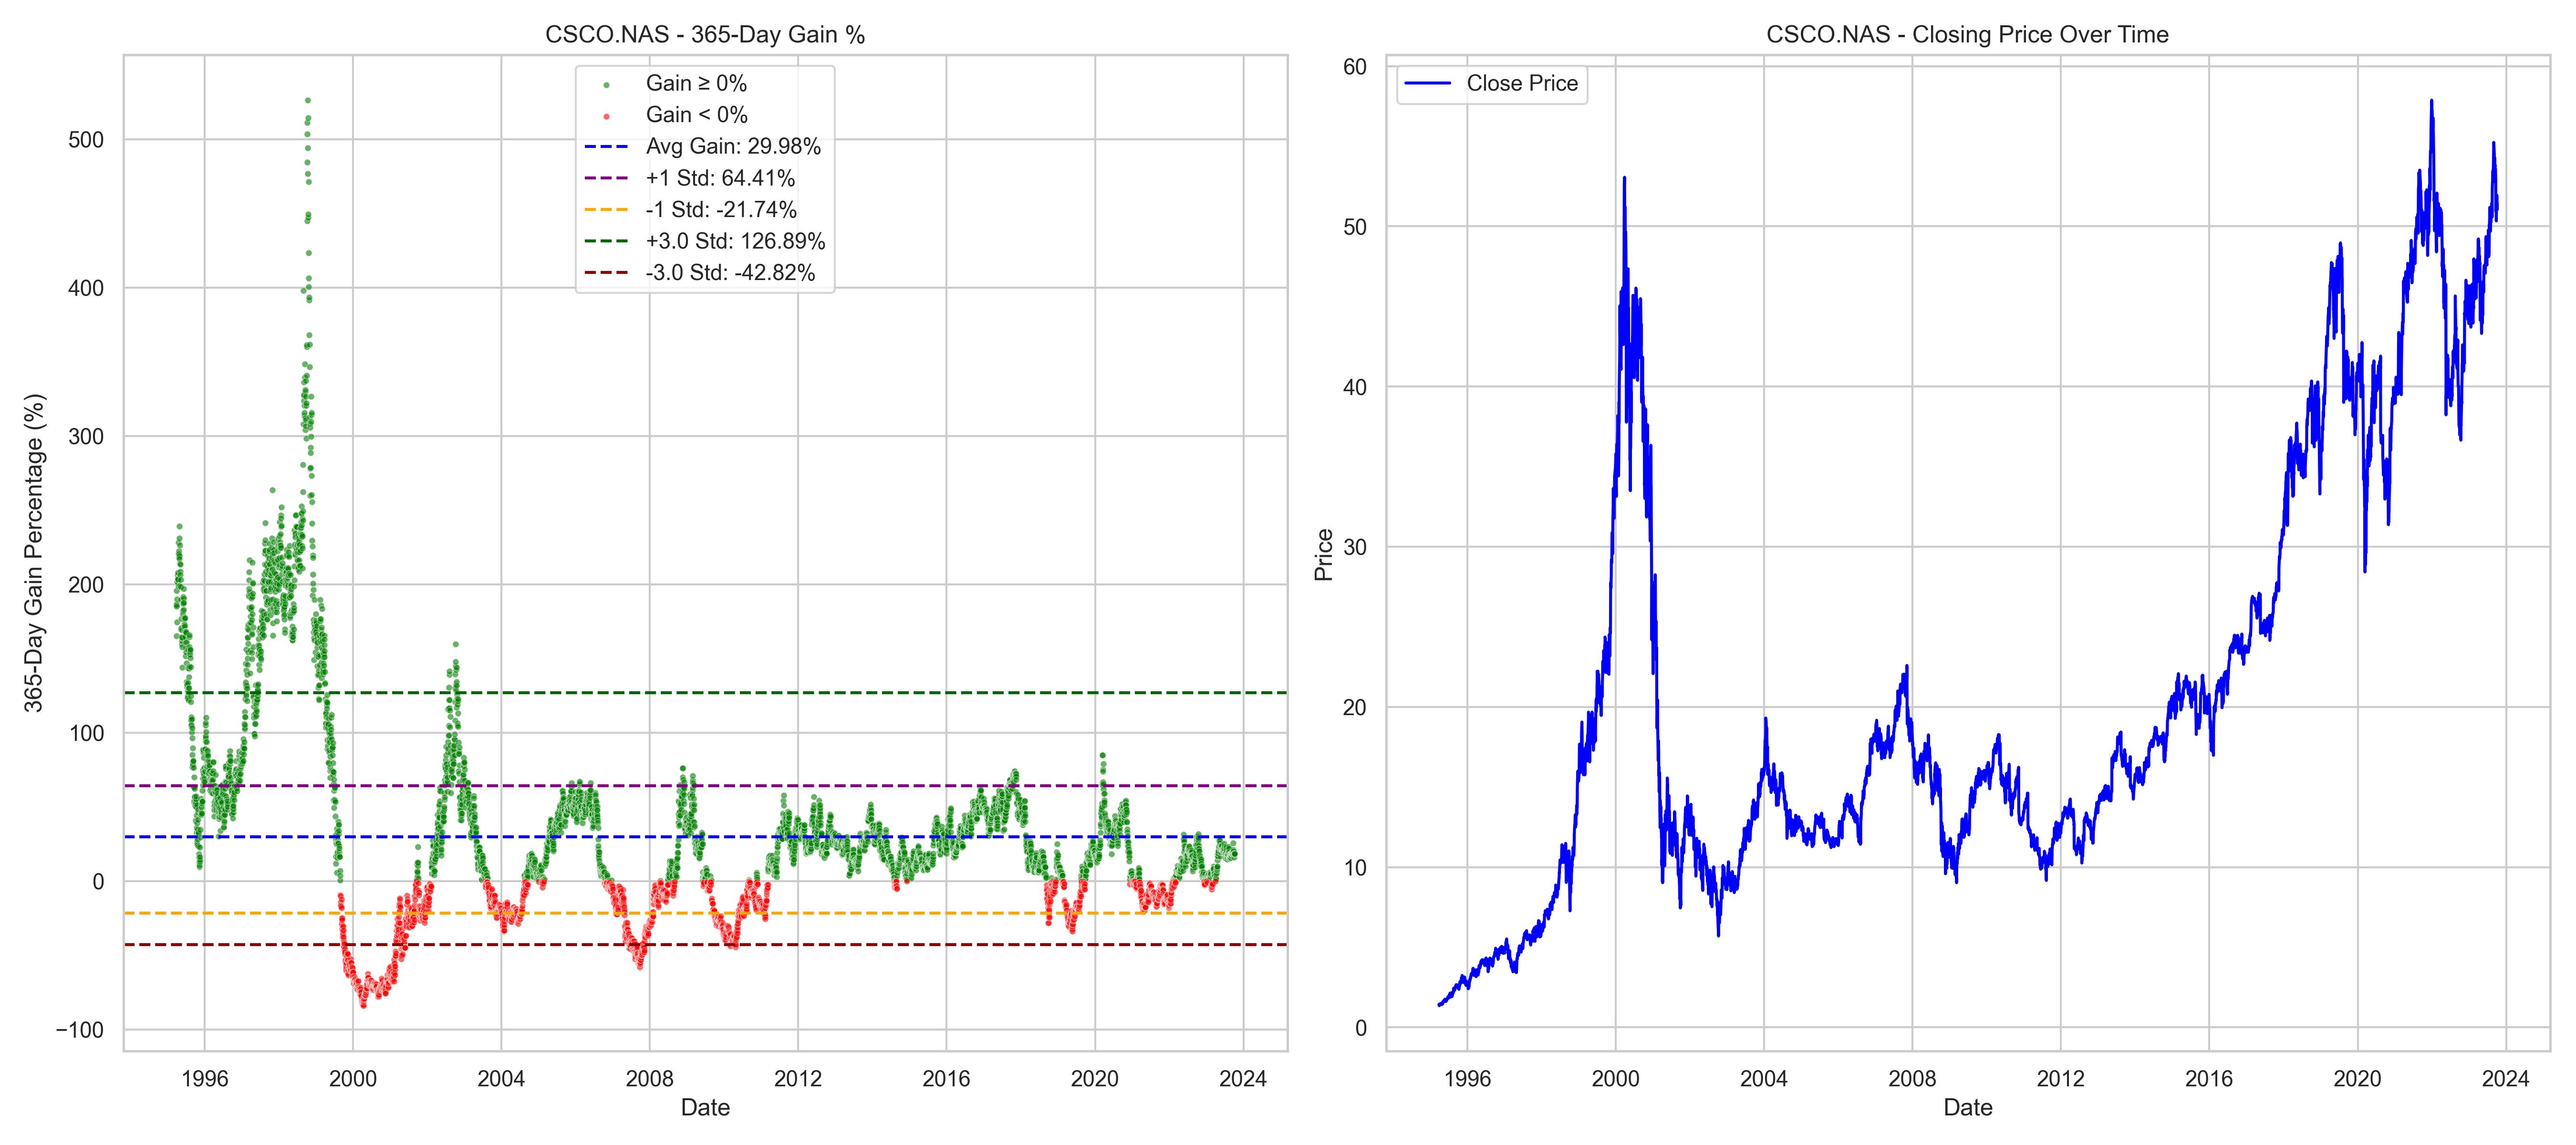 CSCO.NAS - 365-Day Gain %
Gain ≥ 0%
Gain < 0%
Avg Gain: 29.98%
+1 Std: 64.41%
-1 Std: -21.74%
+3.0 Std: 126.89%
-3.0 Std: -42.82%
365-Day Gain Percentage (%)
500
400
300
200
100
0
−100
1996 2000 2004 2008 2012 2016 2020 2024
Date
CSCO.NAS - Closing Price Over Time
Close Price
Price
60
50
40
30
20
10
0
1996 2000 2004 2008 2012 2016 2020 2024
Date